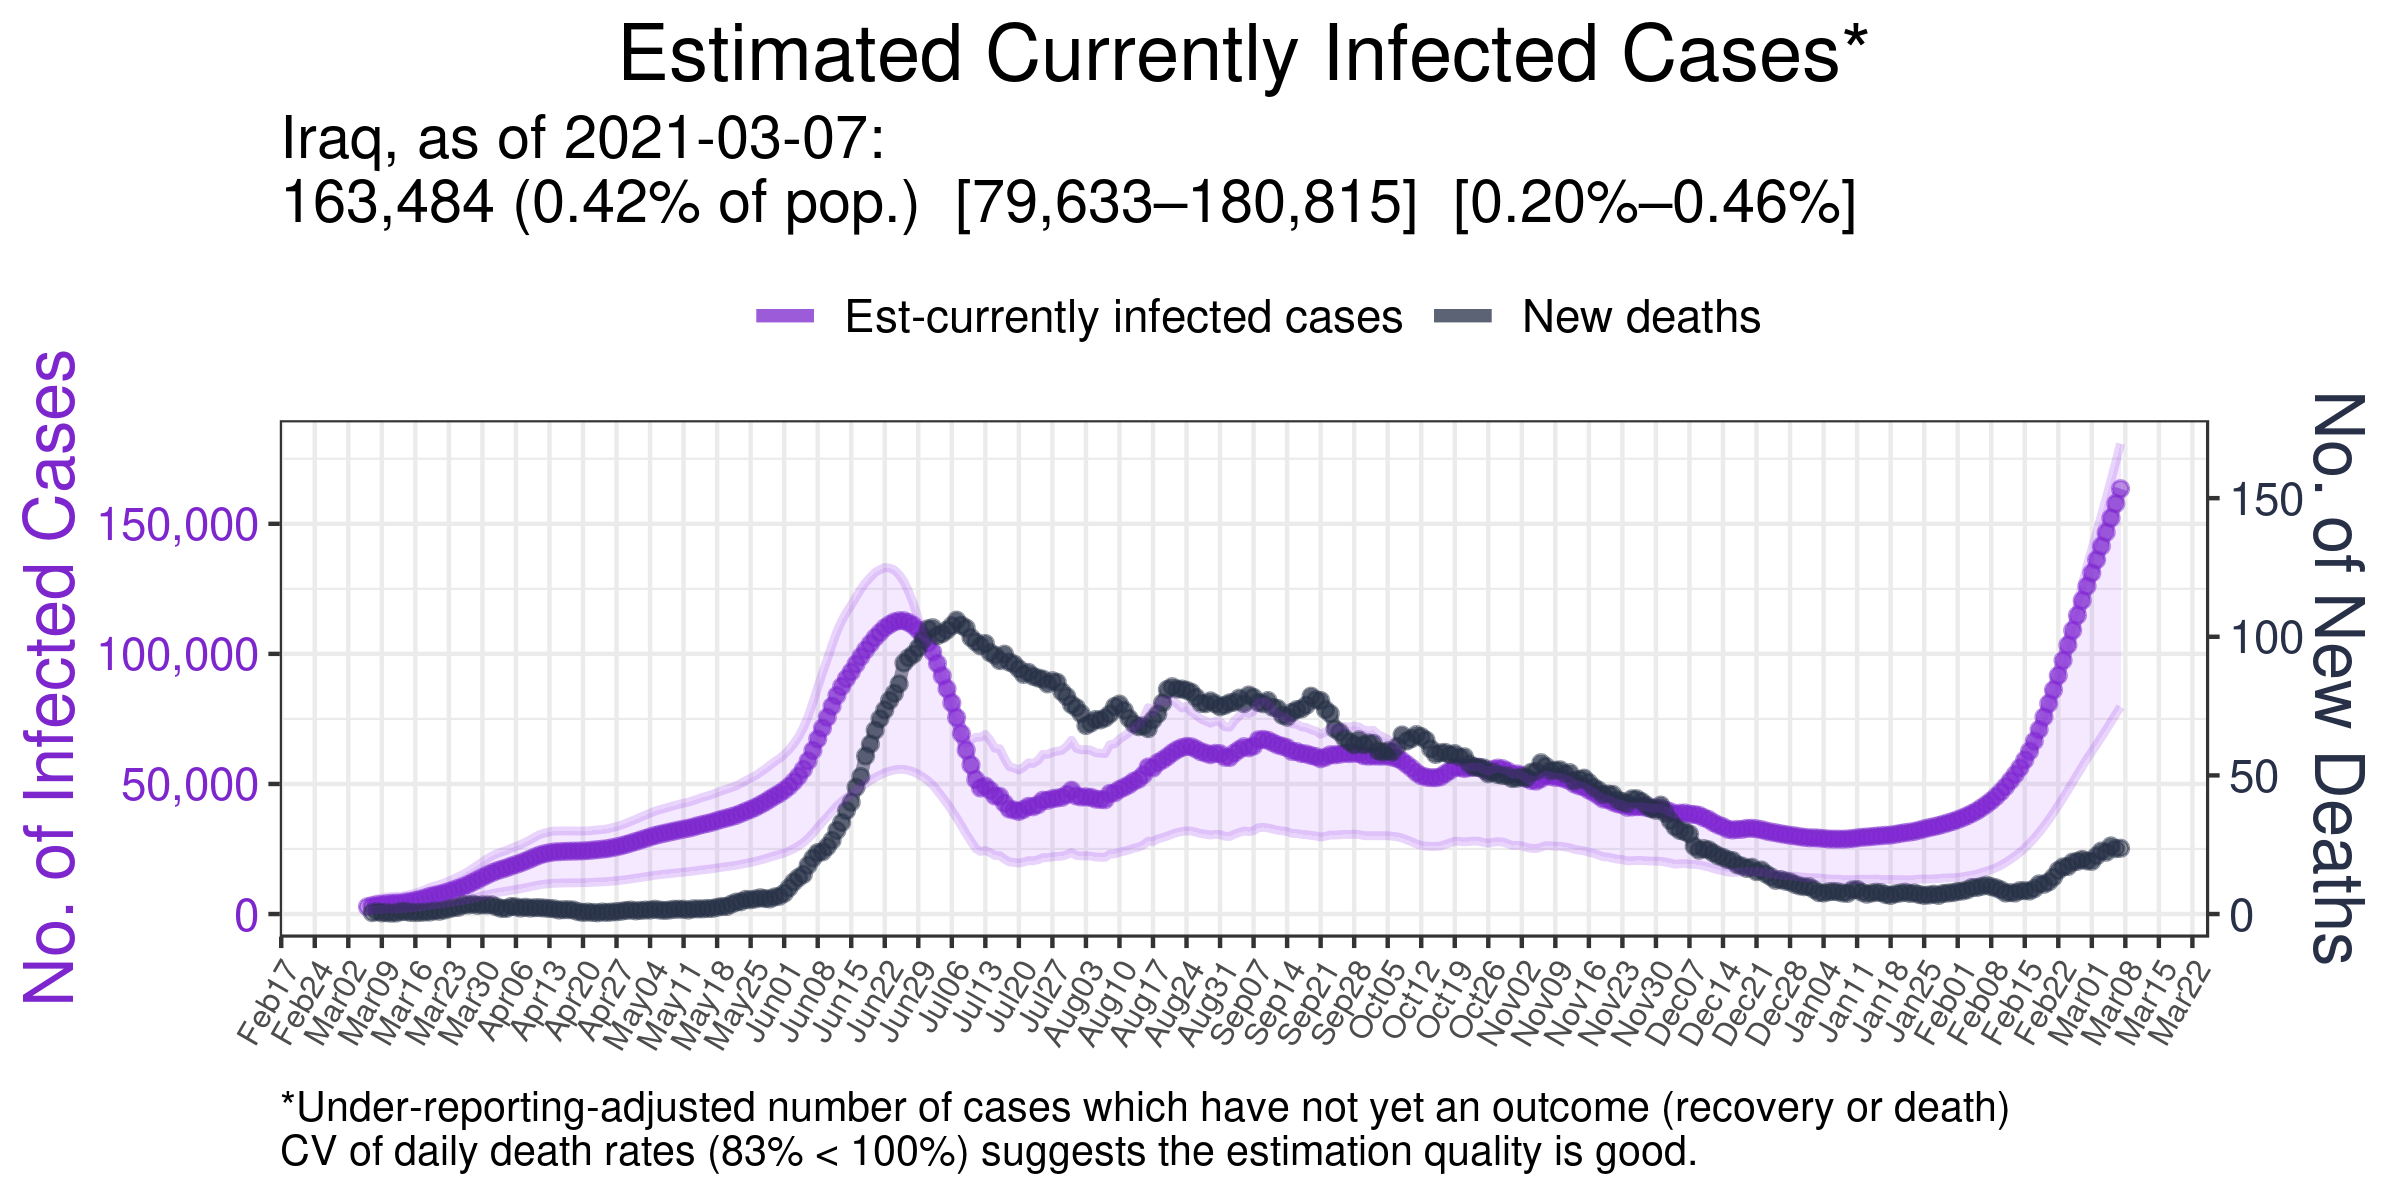 Estimated Currently Infected Cases*
Iraq, as of 2021-03-07:
163,484 (0.42% of pop.) [79,633–180,815] [0.20%–0.46%]
Est-currently infected cases New deaths
No. of Infected Cases
150,000
100,000
50,000
0
No. of New Deaths
150
100
50
0
Feb17 Feb24 Mar02 Mar09 Mar16 Mar23 Mar30 Apr06 Apr13 Apr20 Apr27 May04 May11 May18 May25 Jun01 Jun08 Jun15 Jun22 Jun29 Jul06 Jul13 Jul20 Jul27 Aug03 Aug10 Aug17 Aug24 Aug31 Sep07 Sep14 Sep21 Sep28 Oct05 Oct12 Oct19 Oct26 Nov02 Nov09 Nov16 Nov23 Nov30 Dec07 Dec14 Dec21 Dec28 Jan04 Jan11 Jan18 Jan25 Feb01 Feb08 Feb15 Feb22 Mar01 Mar08 Mar15 Mar22
*Under-reporting-adjusted number of cases which have not yet an outcome (recovery or death)
CV of daily death rates (83% < 100%) suggests the estimation quality is good.